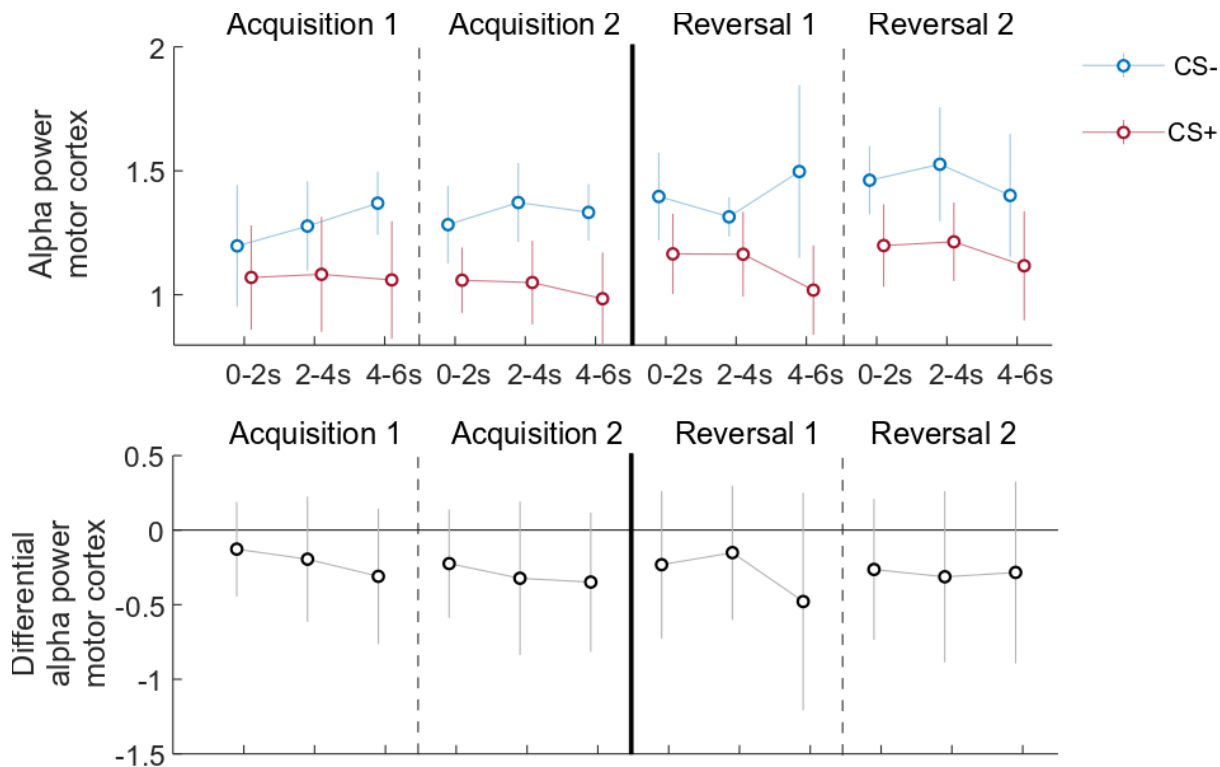 Acquisition 1 Acquisition 2 Reversal 1 Reversal 2
2
1.5
1
Alpha power
motor cortex
CS-
CS+
0-2s 2-4s 4-6s 0-2s 2-4s 4-6s 0-2s 2-4s 4-6s 0-2s 2-4s 4-6s
Acquisition 1 Acquisition 2 Reversal 1 Reversal 2
0.5
0
-0.5
-1
-1.5
Differential
alpha power
motor cortex